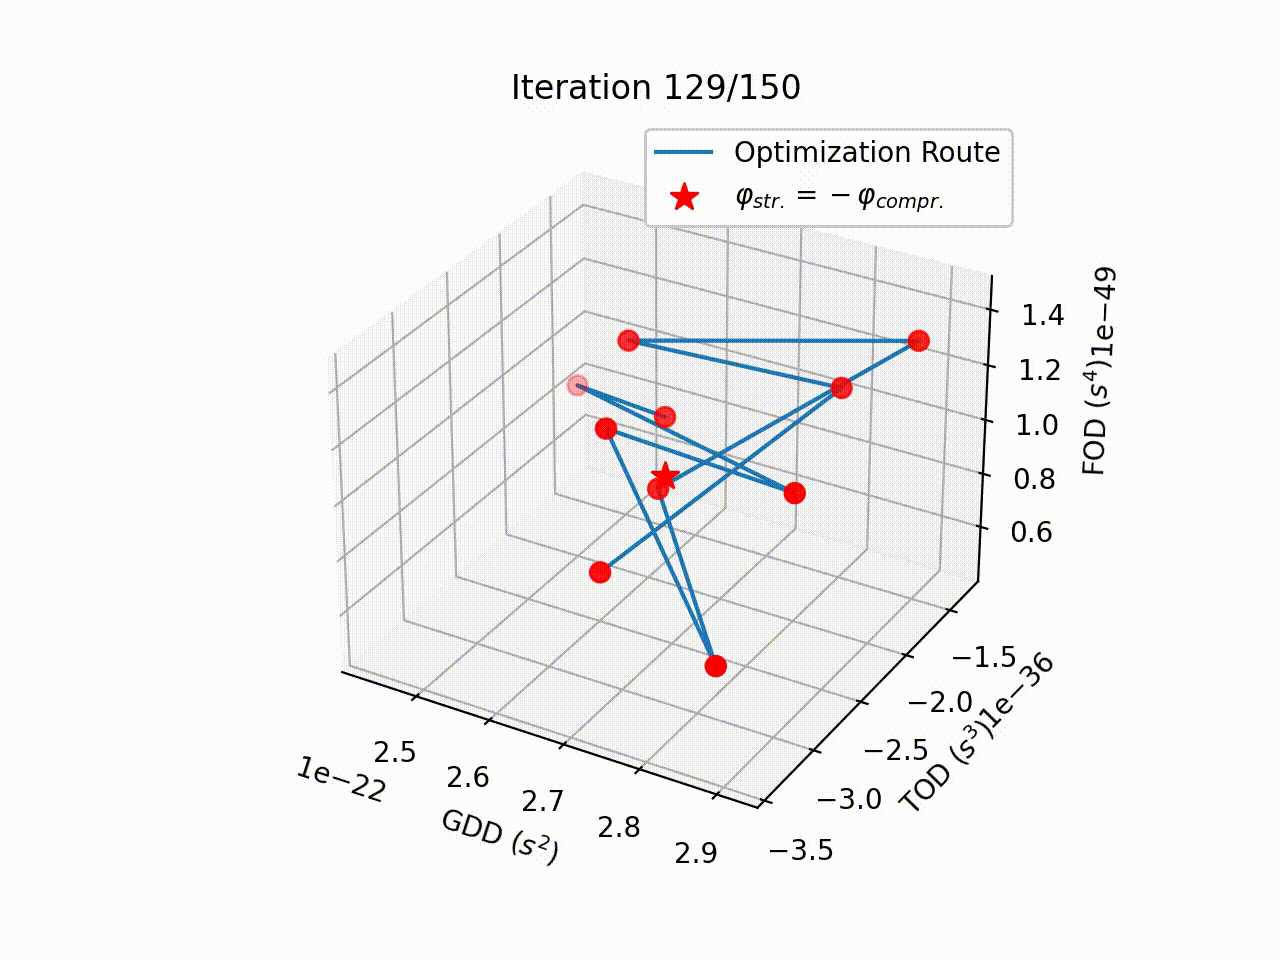 Iteration 129/150
Optimization Route
φstr. = −φcompr.
1.4
1.2
1.0
0.8
0.6
FOD (s⁴)1e−49
−1.5
−2.0
−2.5
−3.0
−3.5
TOD (s³)1e−36
2.5
2.6
2.7
2.8
2.9
1e−22
GDD (s²)